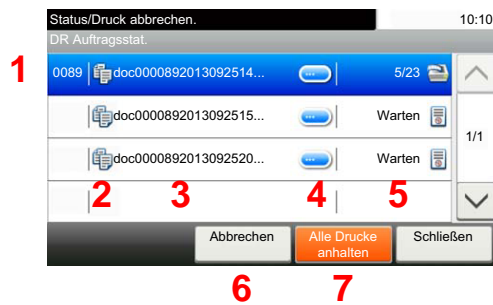 Status/Druck abbrechen. 10:10
DR Auftragsstat.
1 0089 doc0000892013092514... 5/23
doc0000892013092515... Warten
1/1
doc0000892013092520... Warten
2 3 4 5
Abbrechen Alle Drucke anhalten Schließen
6 7